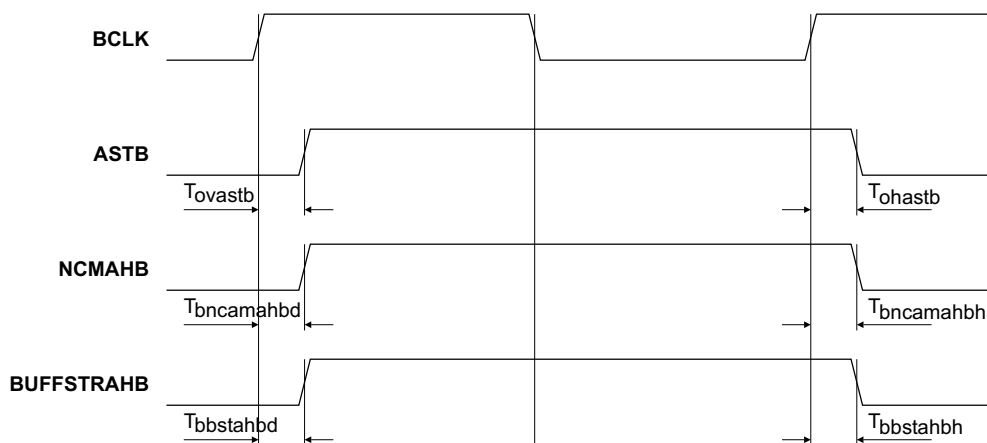 BCLK
ASTB
Tovastb
Tohastb
NCMAHB
Tbncamahbd
Tbncamahbh
BUFFSTRAHB
Tbbstahbd
Tbbstahbh